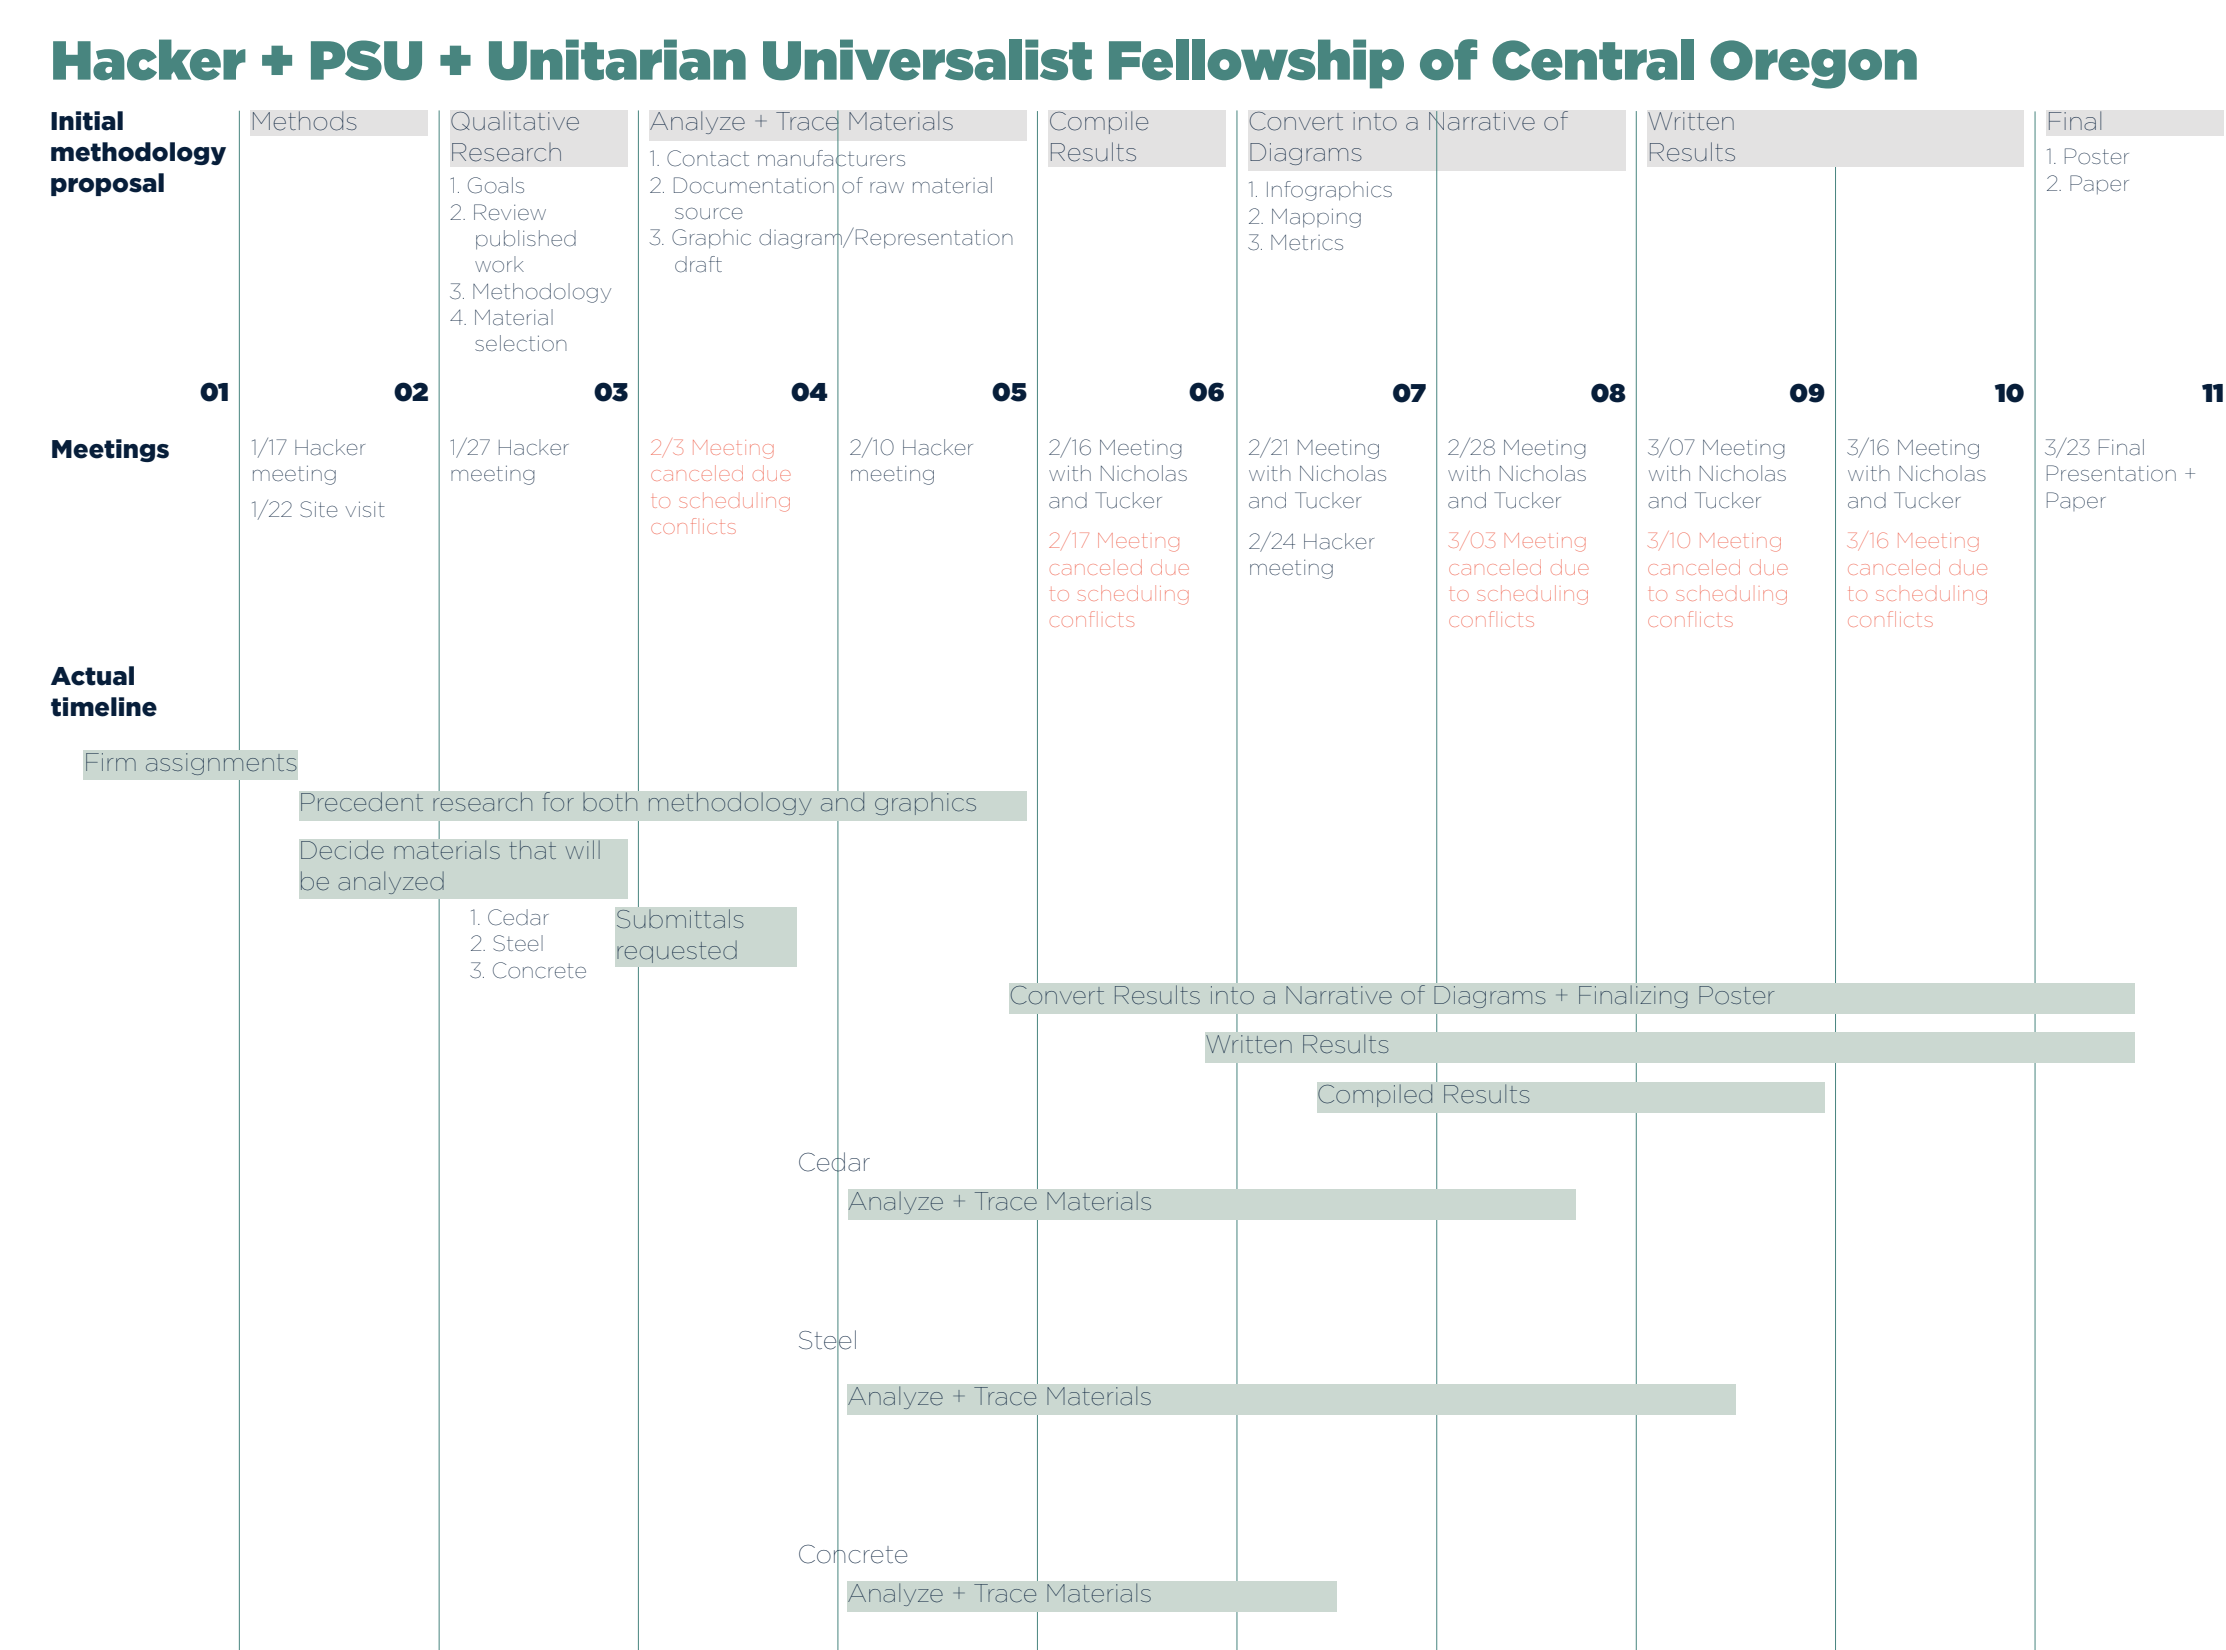 Hacker + PSU + Unitarian Universalist Fellowship of Central Oregon
Initial
methodology
proposal
Methods
Qualitative
Research
1. Goals
2. Review
published
work
3. Methodology
4. Material
selection
Analyze + Trace Materials
1. Contact manufacturers
2. Documentation of raw material
source
3. Graphic diagram/Representation
draft
Compile
Results
Convert into a Narrative of
Diagrams
1. Infographics
2. Mapping
3. Metrics
Written
Results
Final
1. Poster
2. Paper
01
02
03
04
05
06
07
08
09
10
11
Meetings
1/17 Hacker
meeting
1/22 Site visit
1/27 Hacker
meeting
2/3 Meeting
canceled due
to scheduling
conflicts
2/10 Hacker
meeting
2/16 Meeting
with Nicholas
and Tucker
2/17 Meeting
canceled due
to scheduling
conflicts
2/21 Meeting
with Nicholas
and Tucker
2/24 Hacker
meeting
2/28 Meeting
with Nicholas
and Tucker
3/03 Meeting
canceled due
to scheduling
conflicts
3/07 Meeting
with Nicholas
and Tucker
3/10 Meeting
canceled due
to scheduling
conflicts
3/16 Meeting
with Nicholas
and Tucker
3/16 Meeting
canceled due
to scheduling
conflicts
3/23 Final
Presentation +
Paper
Actual
timeline
Firm assignments
Precedent research for both methodology and graphics
Decide materials that will
be analyzed
1. Cedar
2. Steel
3. Concrete
Submittals
requested
Convert Results into a Narrative of Diagrams + Finalizing Poster
Written Results
Compiled Results
Cedar
Analyze + Trace Materials
Steel
Analyze + Trace Materials
Concrete
Analyze + Trace Materials